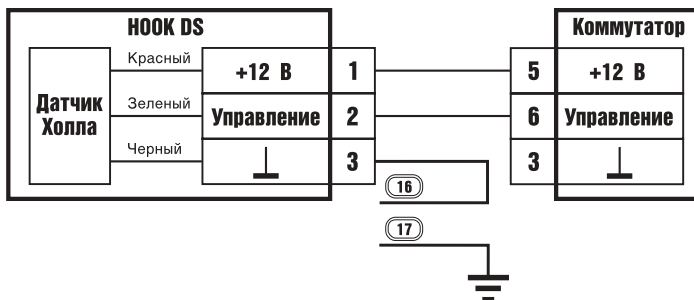 HOOK DS
Коммутатор
Красный
+12 В
1
5
+12 В
Датчик
Холла
Зеленый
Управление
2
6
Управление
Черный
3
3
16
17